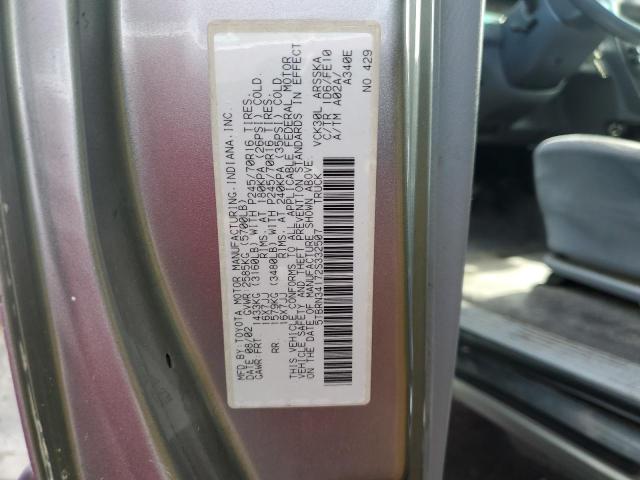 MFD BY:TOYOTA MOTOR MANUFACTURING.INDIANA.INC.
DATE 08/02 GVWR 2585KG (5700LB)
GAWR FRT 1433KG (3160LB) WITH P245/70R16 TIRES.
16X7JJ RIMS. AT 180KPA (26PSI) COLD.
RR 1579KG (3480LB) WITH P245/70R16 TIRES.
16X7JJ RIMS. AT 240KPA (35PSI) COLD.
THIS VEHICLE CONFORMS TO ALL APPLICABLE FEDERAL MOTOR
VEHICLE SAFETY AND THEFT PREVENTION STANDARDS IN EFFECT
ON THE DATE OF MANUFACTURE SHOWN ABOVE.
5TBRN34172S332507 TRUCK
VCK30L ARSSKA
C/TR 1D6/FE10
A/TM A02A/
A340E
NO 429